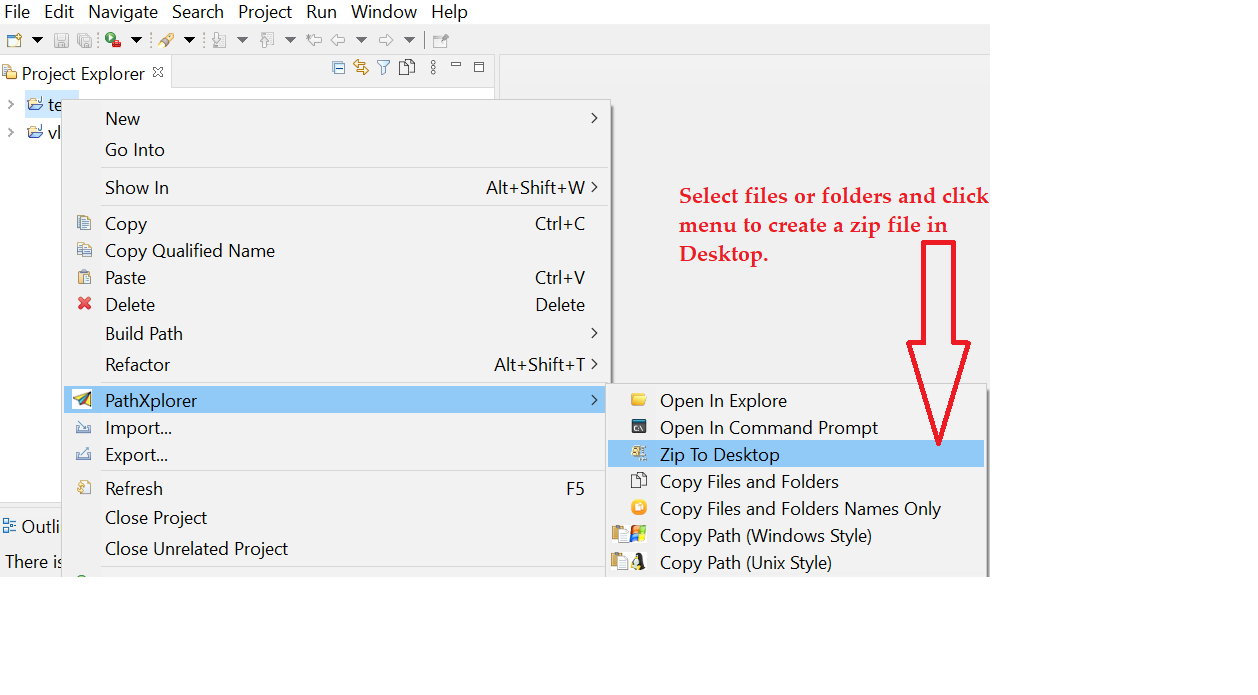 File Edit Navigate Search Project Run Window Help
Project Explorer
te
vl
New
Go Into
Show In Alt+Shift+W
Copy Ctrl+C
Copy Qualified Name
Paste Ctrl+V
Delete Delete
Build Path
Refactor Alt+Shift+T
PathXplorer
Import...
Export...
Refresh F5
Close Project
Close Unrelated Project
Select files or folders and click
menu to create a zip file in
Desktop.
Open In Explore
Open In Command Prompt
Zip To Desktop
Copy Files and Folders
Copy Files and Folders Names Only
Copy Path (Windows Style)
Copy Path (Unix Style)
Outli
There is